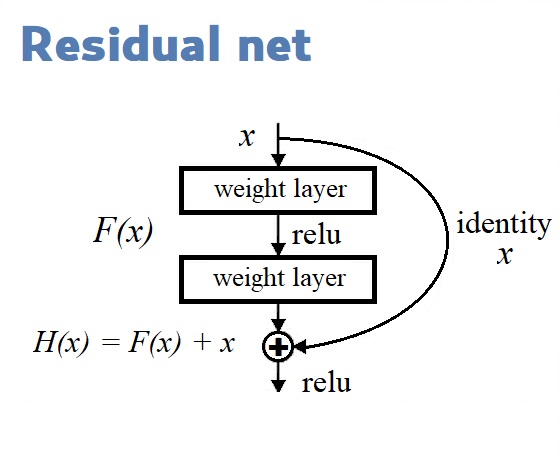 Residual net
x
weight layer
F(x)
relu
identity
x
weight layer
H(x) = F(x) + x
relu